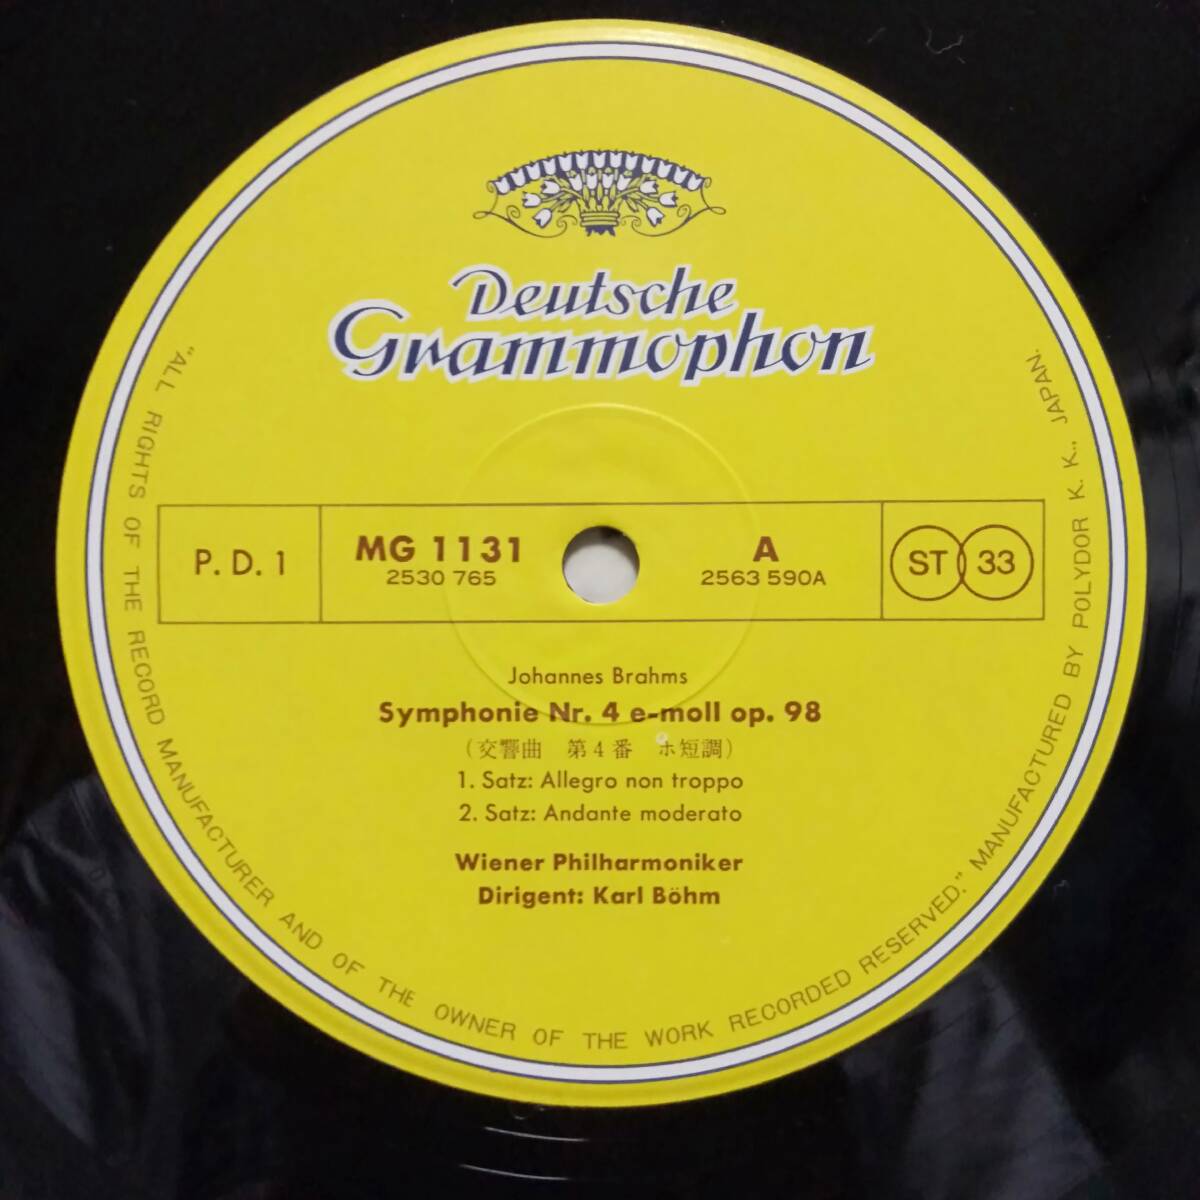 Deutsche
Grammophon
P. D. 1
MG 1131
2530 765
A
2563 590A
ST 33
Johannes Brahms
Symphonie Nr. 4 e-moll op. 98
(交響曲 第4番 ホ短調)
1. Satz: Allegro non troppo
2. Satz: Andante moderato
Wiener Philharmoniker
Dirigent: Karl Böhm
"ALL RIGHTS OF THE RECORD MANUFACTURER AND OF THE OWNER OF THE WORK RECORDED RESERVED." MANUFACTURED BY POLYDOR K. K., JAPAN.